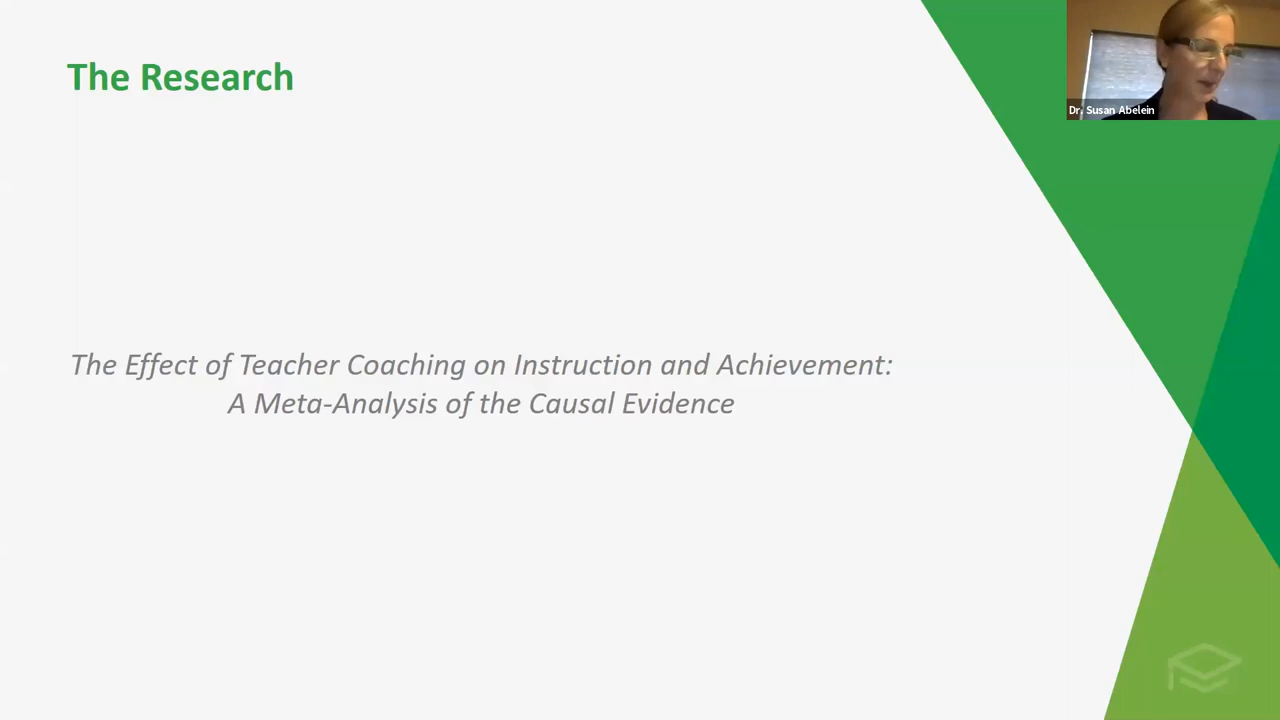 The Research
Dr. Susan Abelein
The Effect of Teacher Coaching on Instruction and Achievement:
A Meta-Analysis of the Causal Evidence